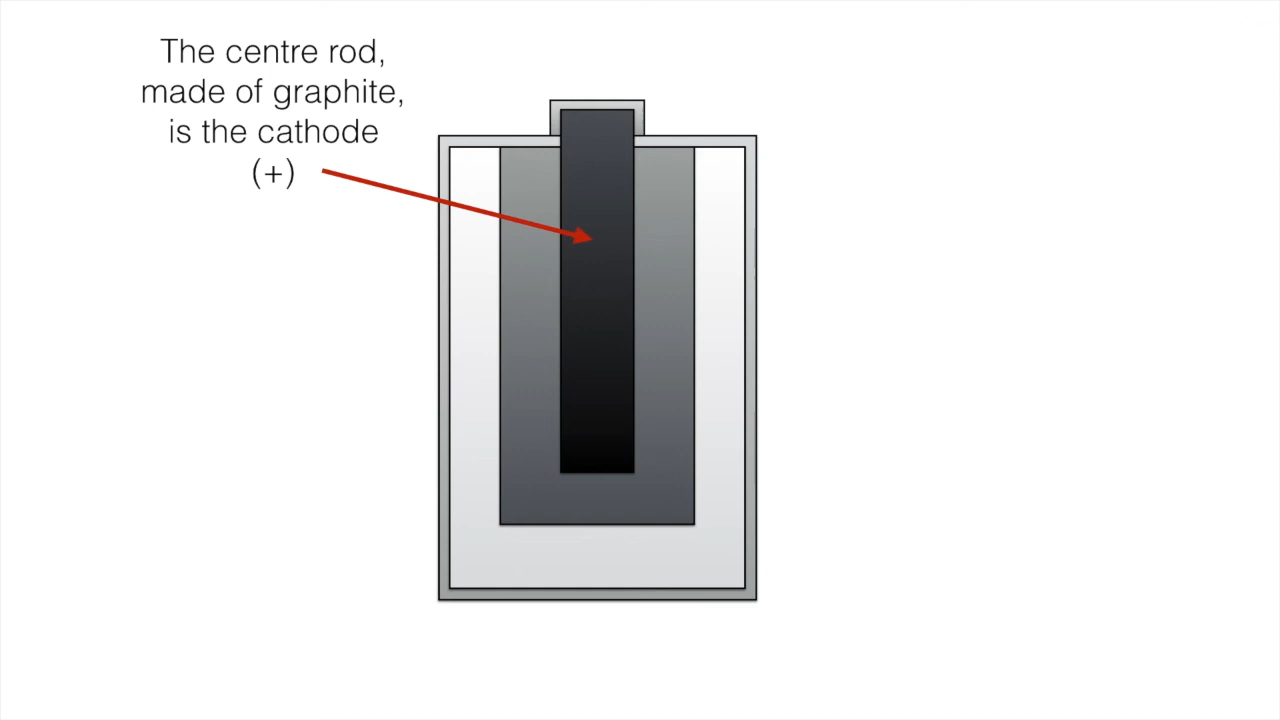 The centre rod,
made of graphite,
is the cathode
(+)